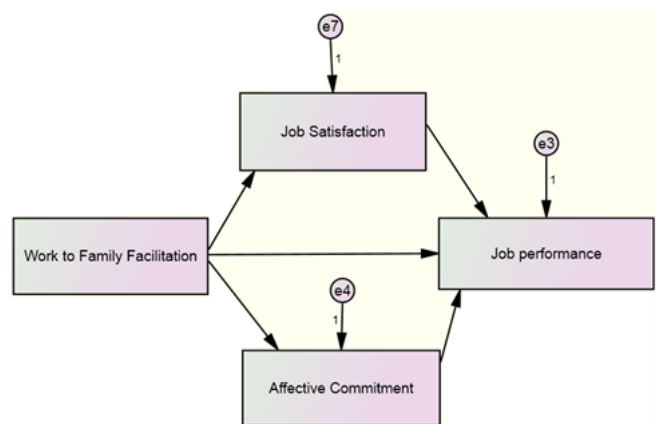 e7
1
Job Satisfaction
e3
1
Work to Family Facilitation
Job performance
e4
1
Affective Commitment